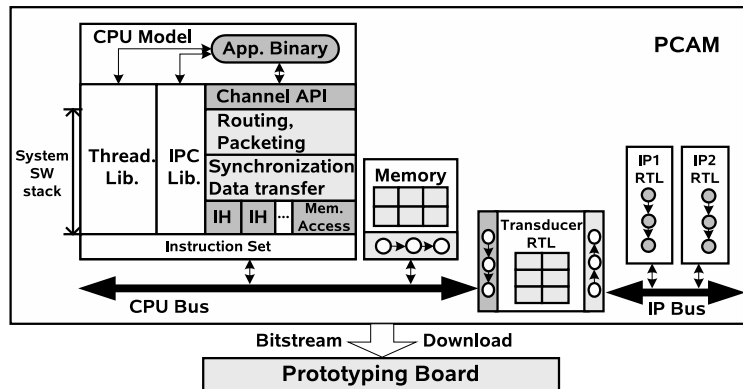 CPU Model
App. Binary
PCAM
Channel API
Routing,
Packeting
System
SW
stack
Thread.
Lib.
IPC
Lib.
Synchronization
Data transfer
IH
IH
...
Mem.
Access
Instruction Set
Memory
Transducer
RTL
IP1
RTL
IP2
RTL
CPU Bus
IP Bus
Bitstream
Download
Prototyping Board